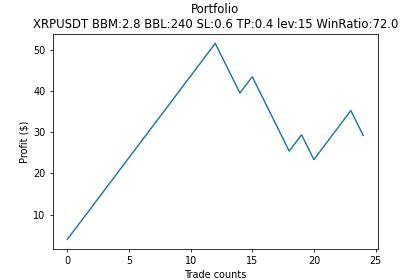 Portfolio
XRPUSDT BBM:2.8 BBL:240 SL:0.6 TP:0.4 lev:15 WinRatio:72.0
50
40
30
20
10
Profit ($)
0 5 10 15 20 25
Trade counts